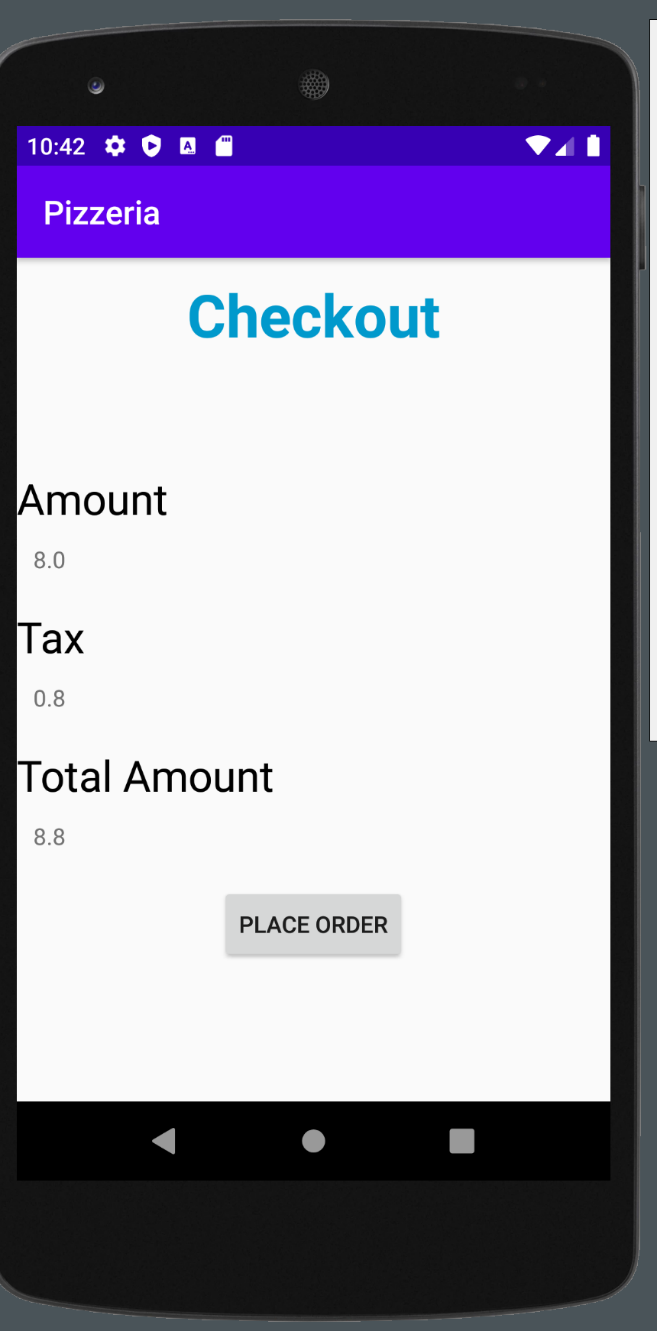 10:42
Pizzeria
Checkout
Amount
8.0
Tax
0.8
Total Amount
8.8
PLACE ORDER